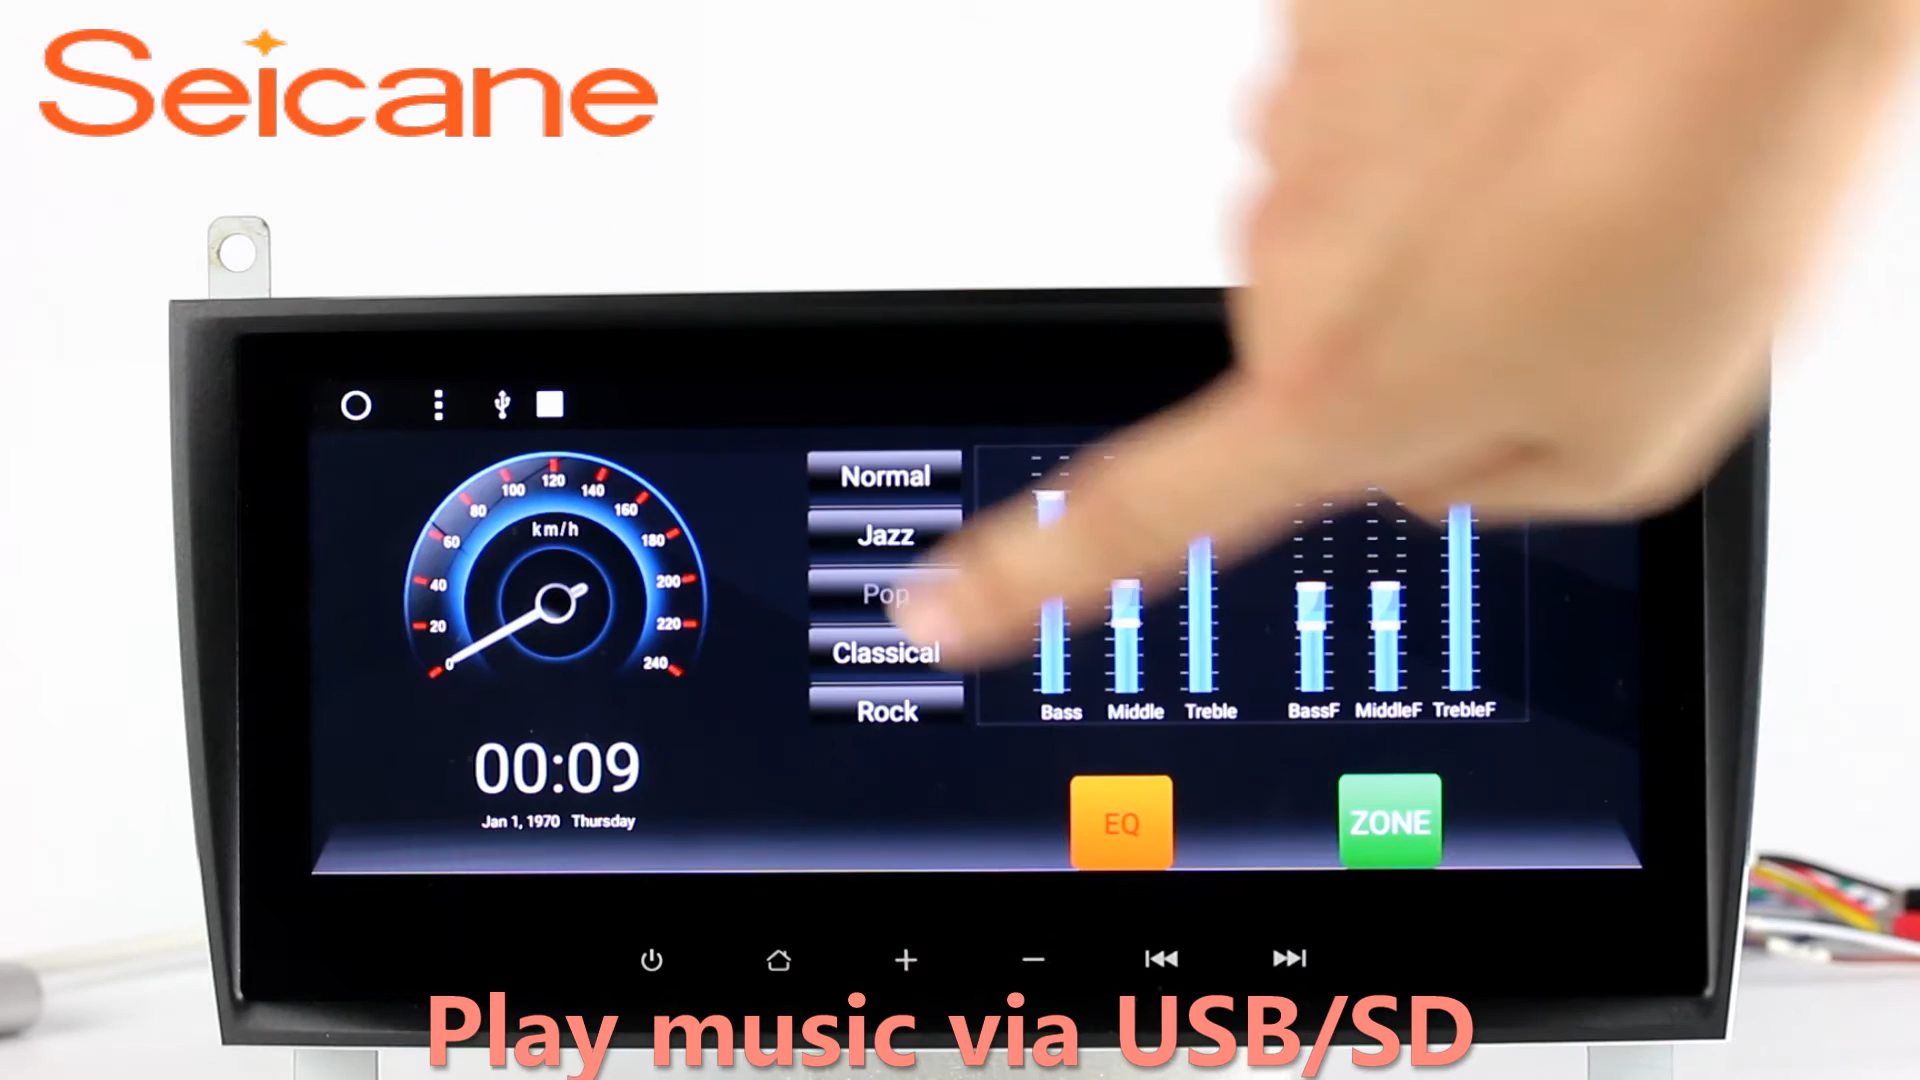 Seicane
Normal
Jazz
Pop
Classical
Rock
km/h
0
20
40
60
80
100
120
140
160
180
200
220
240
00:09
Jan 1, 1970 Thursday
Bass Middle Treble BassF MiddleF TrebleF
EQ ZONE
Play music via USB/SD